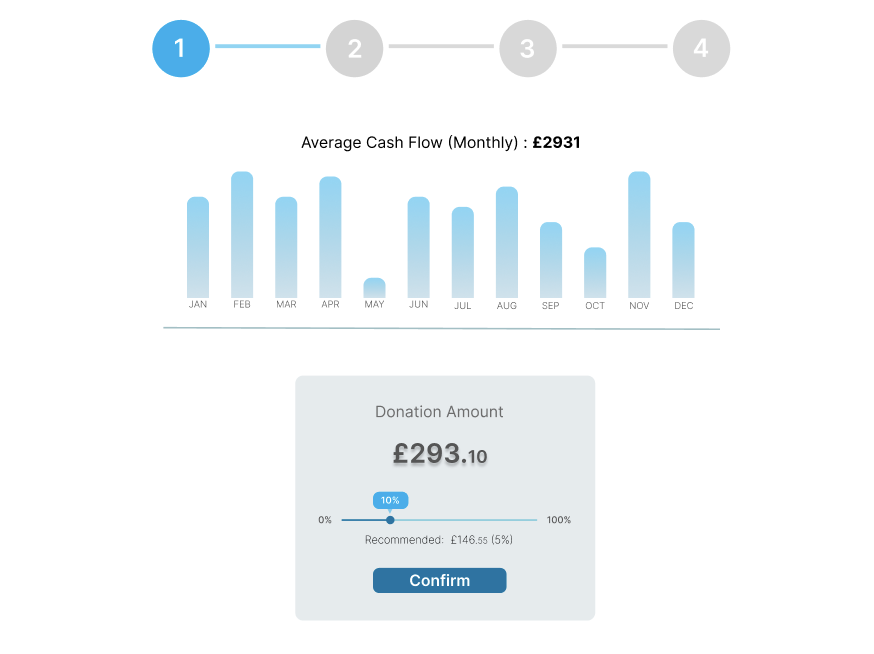 1 2 3 4
Average Cash Flow (Monthly) : £2931
JAN FEB MAR APR MAY JUN JUL AUG SEP OCT NOV DEC
Donation Amount
£293.10
10%
0% 100%
Recommended: £146.55 (5%)
Confirm